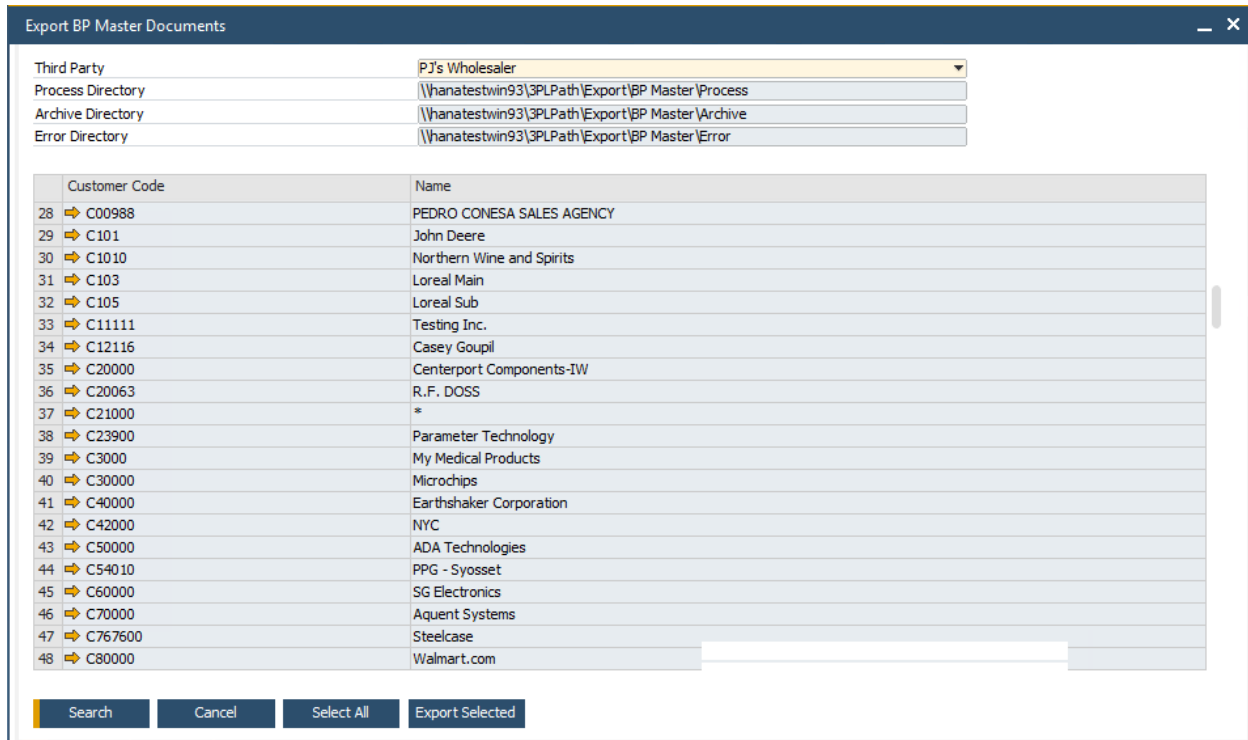 Export BP Master Documents
Third Party PJ's Wholesaler
Process Directory \\hanatestwin93\3PLPath\Export\BP Master\Process
Archive Directory \\hanatestwin93\3PLPath\Export\BP Master\Archive
Error Directory \\hanatestwin93\3PLPath\Export\BP Master\Error
Customer Code Name
28 C00988 PEDRO CONESA SALES AGENCY
29 C101 John Deere
30 C1010 Northern Wine and Spirits
31 C103 Loreal Main
32 C105 Loreal Sub
33 C11111 Testing Inc.
34 C12116 Casey Goupil
35 C20000 Centerport Components-IW
36 C20063 R.F. DOSS
37 C21000 *
38 C23900 Parameter Technology
39 C3000 My Medical Products
40 C30000 Microchips
41 C40000 Earthshaker Corporation
42 C42000 NYC
43 C50000 ADA Technologies
44 C54010 PPG - Syosset
45 C60000 SG Electronics
46 C70000 Aquent Systems
47 C767600 Steelcase
48 C80000 Walmart.com
Search Cancel Select All Export Selected